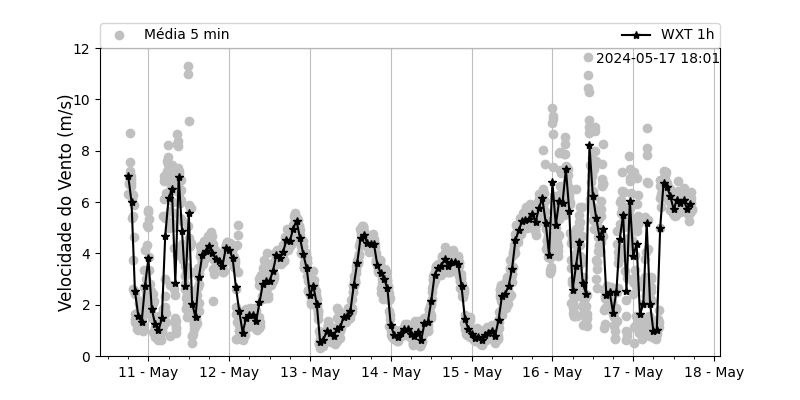 Média 5 min
WXT 1h
2024-05-17 18:01
Velocidade do Vento (m/s)
12
10
8
6
4
2
0
11 - May
12 - May
13 - May
14 - May
15 - May
16 - May
17 - May
18 - May